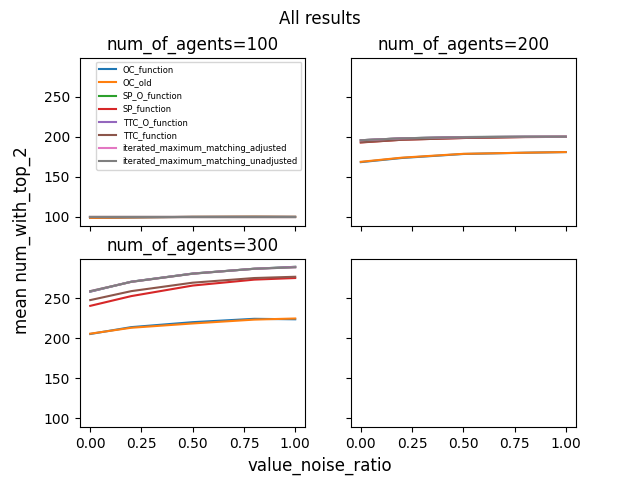 All results
num_of_agents=100
num_of_agents=200
OC_function
OC_old
SP_O_function
SP_function
TTC_O_function
TTC_function
iterated_maximum_matching_adjusted
iterated_maximum_matching_unadjusted
250
200
150
100
mean num_with_top_2
num_of_agents=300
250
200
150
100
0.00 0.25 0.50 0.75 1.00
0.00 0.25 0.50 0.75 1.00
value_noise_ratio